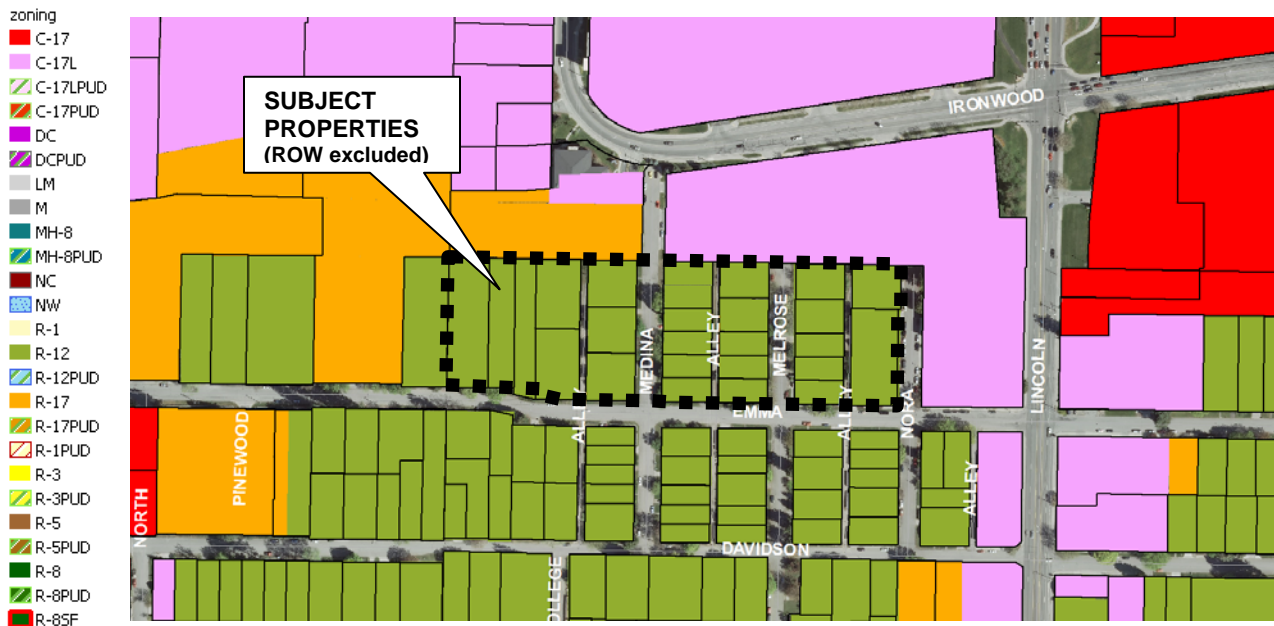 zoning
C-17
C-17L
C-17LPUD
C-17PUD
DC
DCPUD
LM
M
MH-8
MH-8PUD
NC
NW
R-1
R-12
R-12PUD
R-17
R-17PUD
R-1PUD
R-3
R-3PUD
R-5
R-5PUD
R-8
R-8PUD
R-8SF
SUBJECT
PROPERTIES
(ROW excluded)
IRONWOOD
MEDINA
ALLEY
MELROSE
LINCOLN
ALLY
EMMA
ALLEY
NORA
PINEWOOD
NORTH
ALLEY
DAVIDSON
OLLEGE